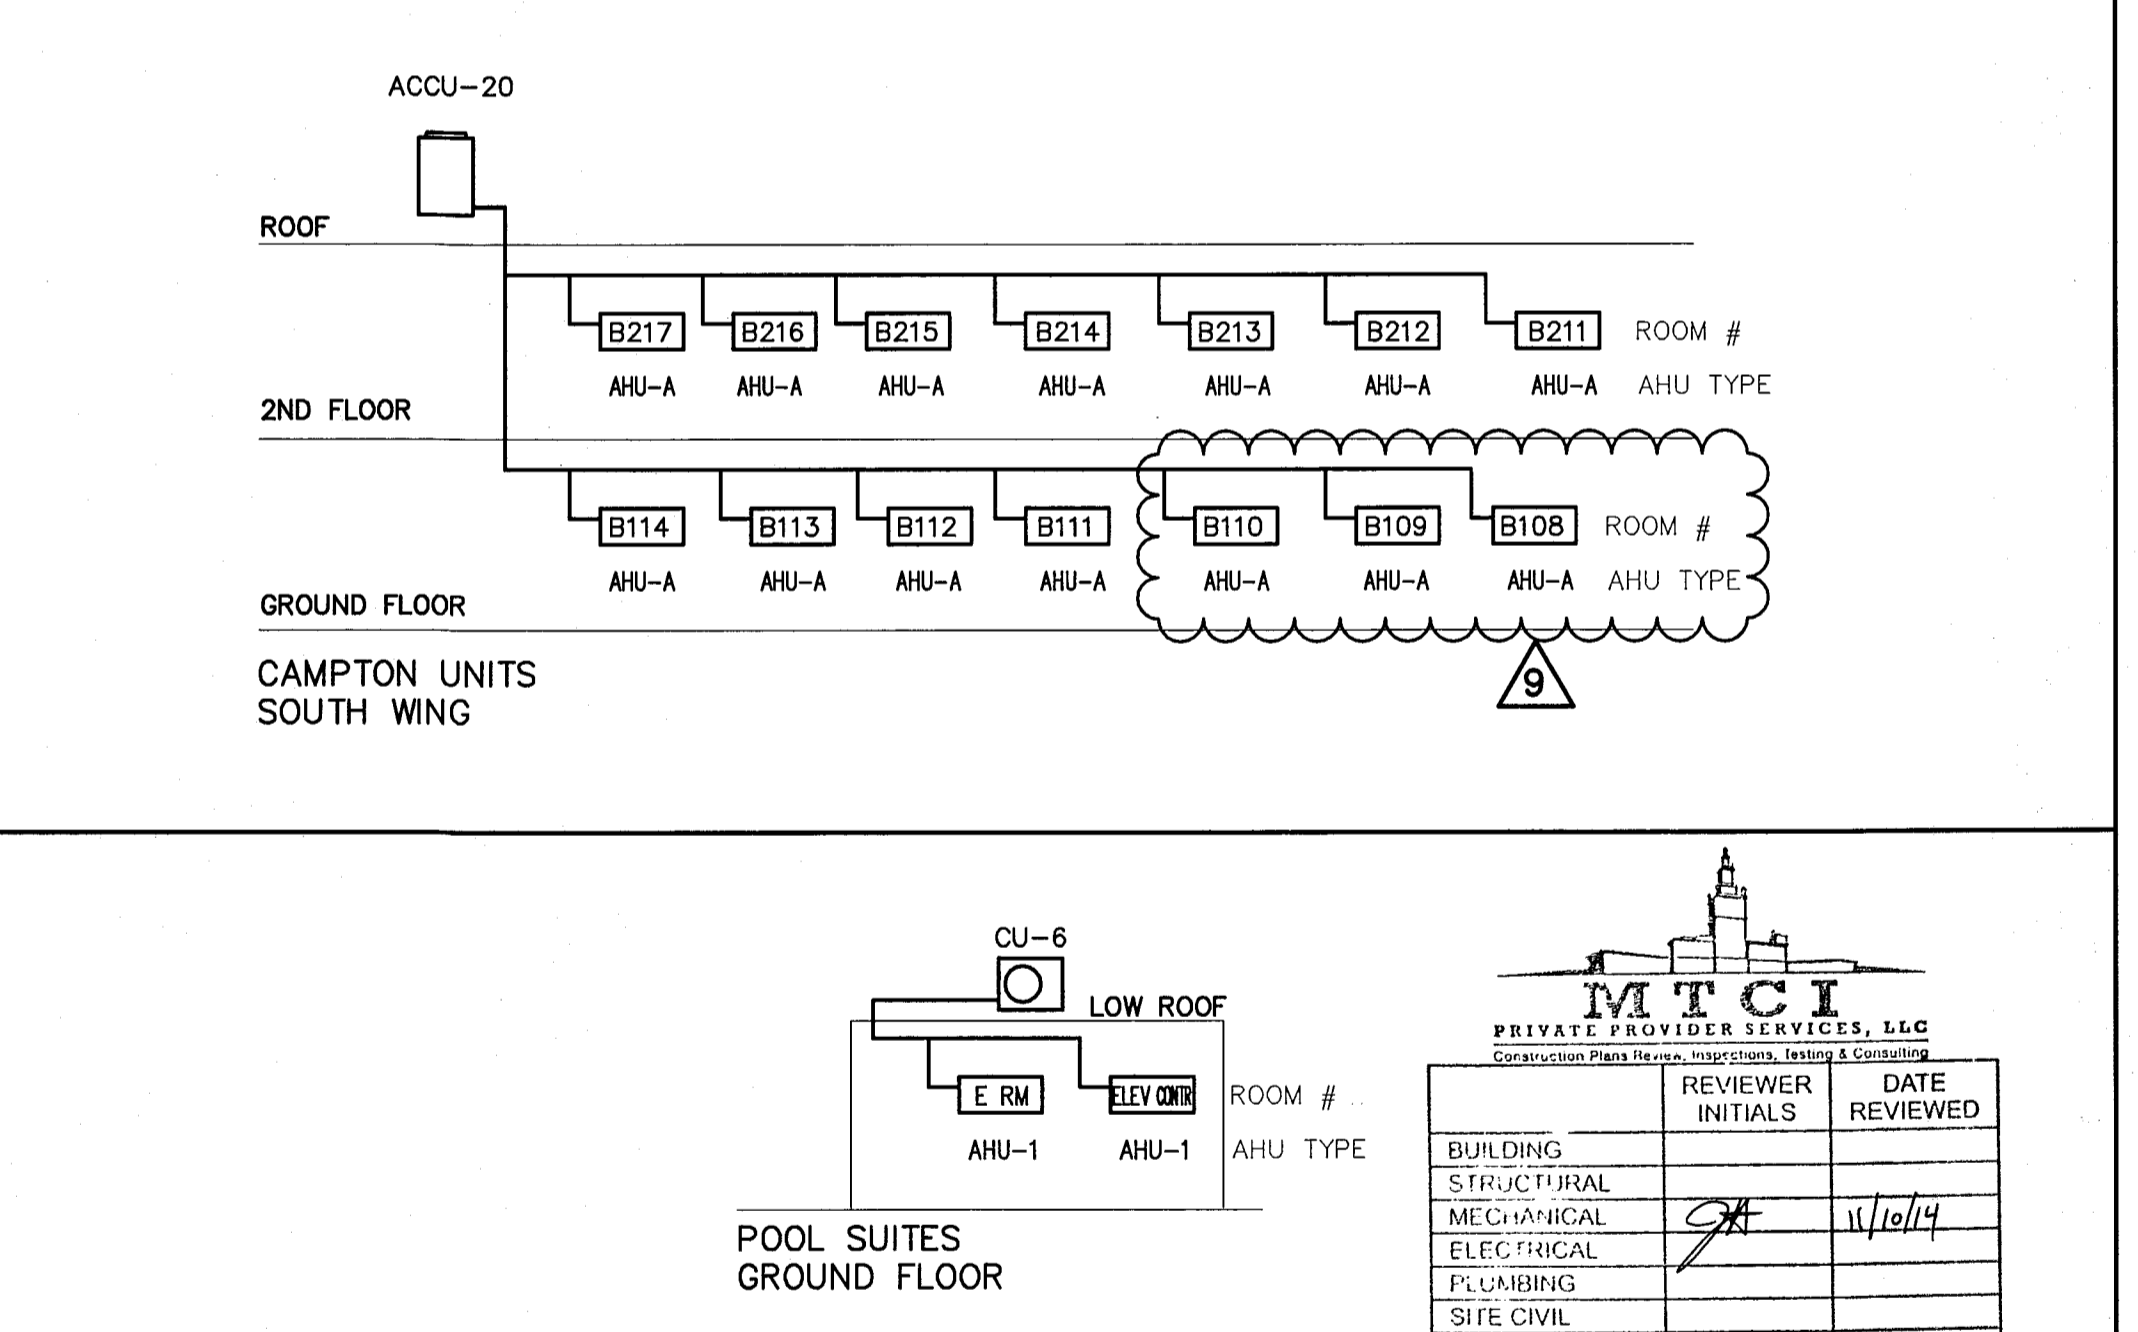 ACCU-20
ROOF
B217 B216 B215 B214 B213 B212 B211 ROOM #
AHU-A AHU-A AHU-A AHU-A AHU-A AHU-A AHU-A AHU TYPE
2ND FLOOR
B114 B113 B112 B111 B110 B109 B108 ROOM #
AHU-A AHU-A AHU-A AHU-A AHU-A AHU-A AHU-A AHU TYPE
GROUND FLOOR
CAMPTON UNITS
SOUTH WING
9
CU-6
LOW ROOF
E RM ELEV CONTR ROOM #
AHU-1 AHU-1 AHU TYPE
POOL SUITES
GROUND FLOOR
MTCI
PRIVATE PROVIDER SERVICES, LLC
Construction Plans Review, Inspections, Testing & Consulting
REVIEWER INITIALS
DATE REVIEWED
BUILDING
STRUCTURAL
MECHANICAL 11/10/14
ELECTRICAL
PLUMBING
SITE CIVIL